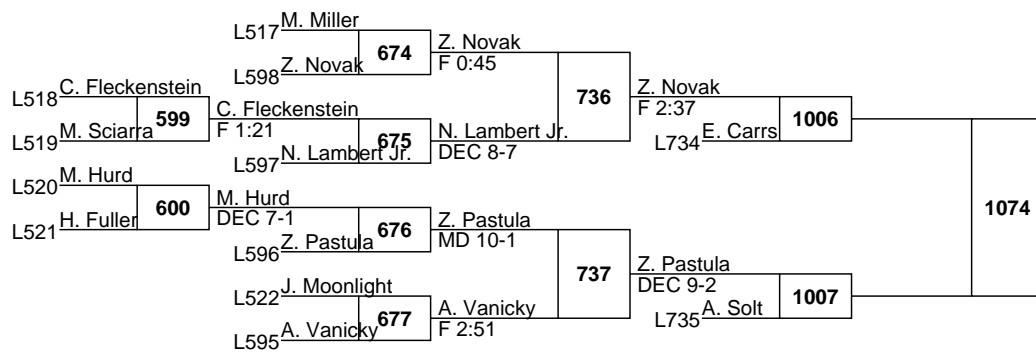 L517 M. Miller
674
Z. Novak
F 0:45
L598 Z. Novak
L518 C. Fleckenstein
599
C. Fleckenstein
F 1:21
L519 M. Sciarra
675
N. Lambert Jr.
DEC 8-7
L597 N. Lambert Jr.
736
Z. Novak
F 2:37
L734 E. Carrs
1006
L520 M. Hurd
600
M. Hurd
DEC 7-1
L521 H. Fuller
676
Z. Pastula
MD 10-1
L596 Z. Pastula
L522 J. Moonlight
677
A. Vanicky
F 2:51
L595 A. Vanicky
737
Z. Pastula
DEC 9-2
L735 A. Solt
1007
1074